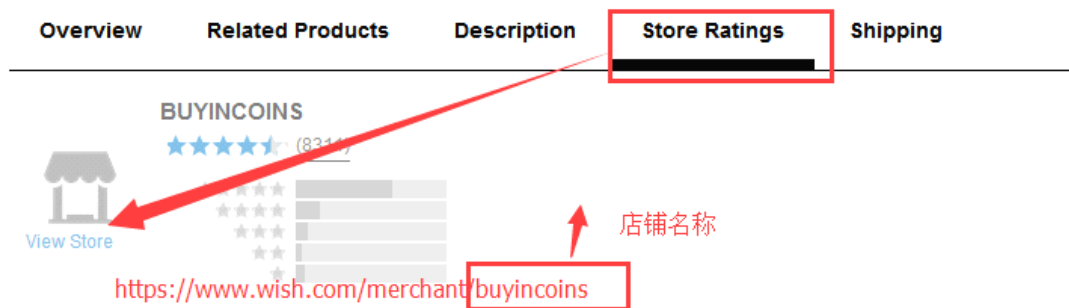 Overview Related Products Description Store Ratings Shipping
BUYINCOINS
(8314)
店铺名称
View Store
https://www.wish.com/merchant/buyincoins